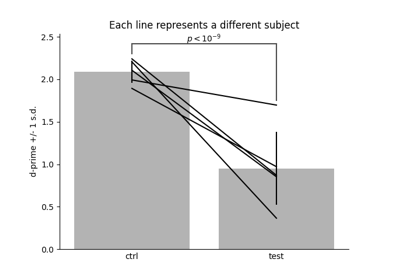 Each line represents a different subject
p < 10⁻⁹
2.5
2.0
1.5
1.0
0.5
0.0
d-prime +/- 1 s.d.
ctrl test